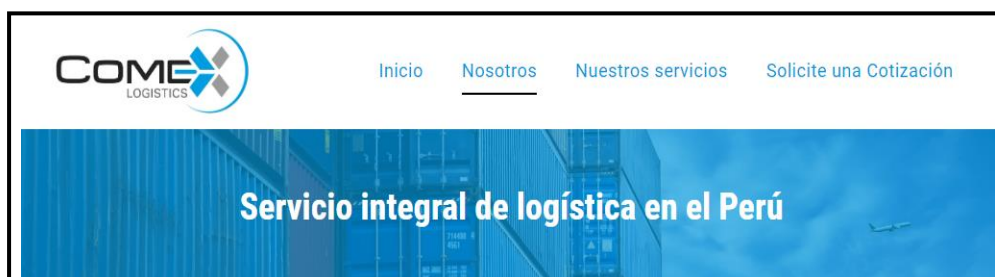 COMEX
LOGISTICS
Inicio Nosotros Nuestros servicios Solicite una Cotización
Servicio integral de logística en el Perú